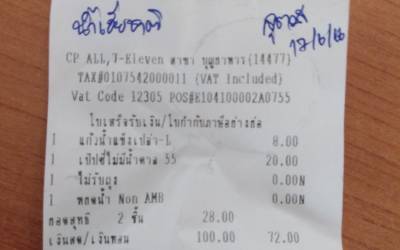 17/6/66
CP ALL,7-Eleven สาขา บุญถาวร (14477)
TAX#0107542000011 (VAT Included)
Vat Code 12305 POS#E104100002A0755
ใบเสร็จรับเงิน/ใบกำกับภาษีอย่างย่อ
1 แก้วน้ำแข็งเปล่า-L 8.00
1 เป๊ปซี่ไม่มีน้ำตาล 55 20.00
1 ไม่รับถุง 0.00N
1 หลอดน้ำ Non AMB 0.00N
ยอดสุทธิ 2 ชิ้น 28.00
เงินสด/เงินทอน 100.00 72.00